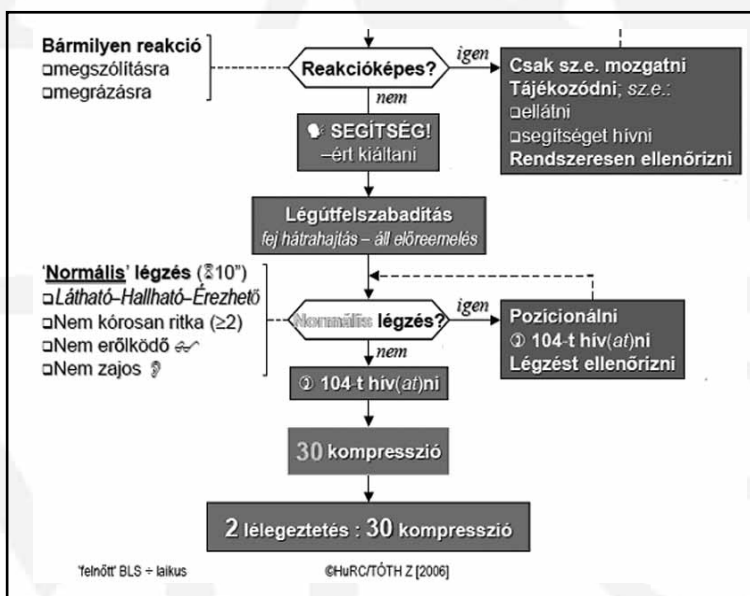 Bármilyen reakció
❑megszólításra
❑megrázásra
Reakcióképes?
igen
nem
Csak sz.e. mozgatni
Tájékozódni; sz.e.:
❑ellátni
❑segítséget hívni
Rendszeresen ellenőrizni
SEGÍTSÉG!
–ért kiáltani
Légútfelszabadítás
fej hátrahajtás – áll előreemelés
'Normális' légzés (⌛10")
❑Látható–Hallható–Érezhető
❑Nem kórosan ritka (≥2)
❑Nem erőlködő
❑Nem zajos
Normális légzés?
igen
nem
Pozicionálni
104-t hív(at)ni
Légzést ellenőrizni
104-t hív(at)ni
30 kompresszió
2 lélegeztetés : 30 kompresszió
'felnőtt' BLS ÷ laikus
©HuRC/TÓTH Z [2006]